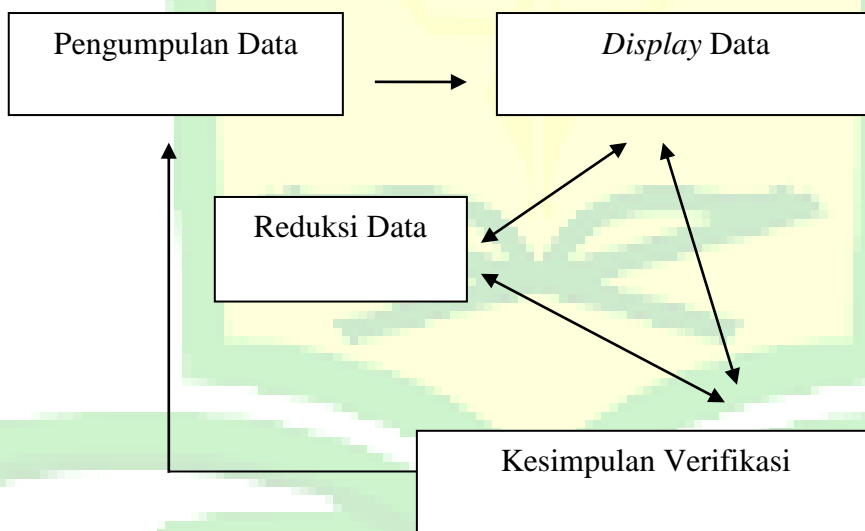 Pengumpulan Data
Display Data
Reduksi Data
Kesimpulan Verifikasi